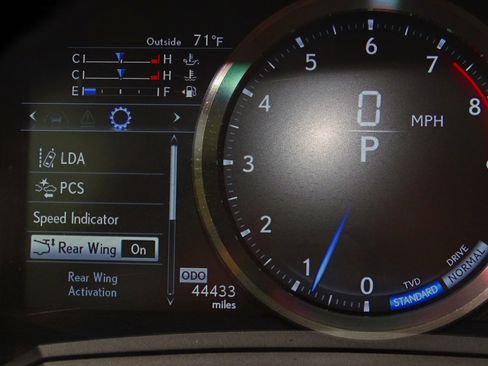 Outside 71°F
C H
C H
E F
LDA
PCS
Speed Indicator
Rear Wing On
Rear Wing
Activation
ODO
44433
miles
0
MPH
P
0
1
2
3
4
5
6
7
8
TVD
STANDARD
DRIVE
NORMAL